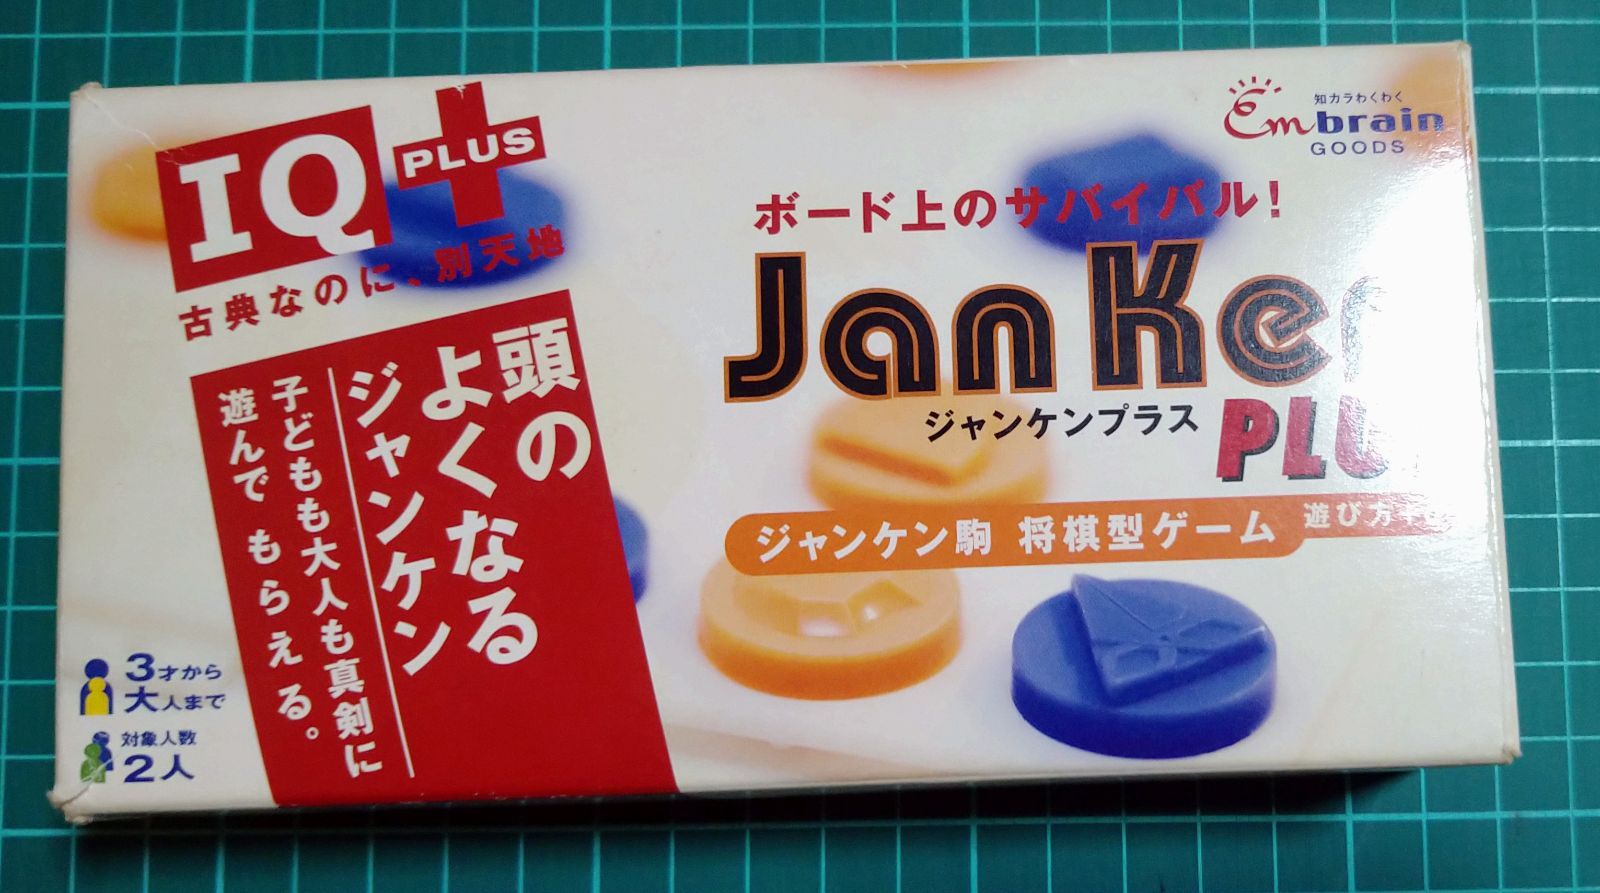 IQ PLUS
古典なのに、別天地
頭の
よくなる
ジャンケン
子どもも大人も真剣に
遊んで もらえる。
3才から
大人まで
対象人数
2人
知カラわくわく
Em brain
GOODS
ボード上のサバイバル！
Jan Ke
ジャンケンプラス
PLU
ジャンケン駒 将棋型ゲーム 遊び方